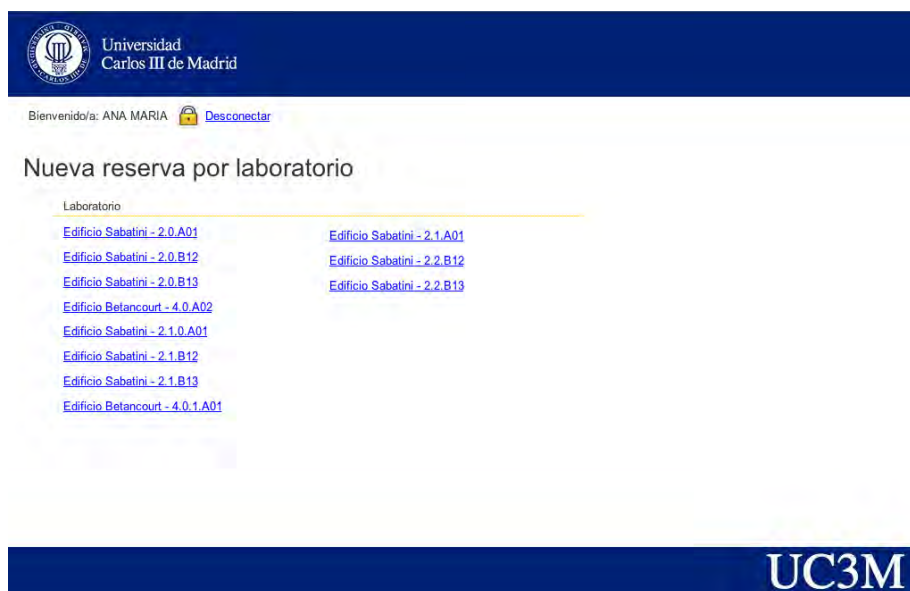 Universidad
Carlos III de Madrid
Bienvenido/a: ANA MARIA Desconectar
Nueva reserva por laboratorio
Laboratorio
Edificio Sabatini - 2.0.A01
Edificio Sabatini - 2.0.B12
Edificio Sabatini - 2.0.B13
Edificio Betancourt - 4.0.A02
Edificio Sabatini - 2.1.0.A01
Edificio Sabatini - 2.1.B12
Edificio Sabatini - 2.1.B13
Edificio Betancourt - 4.0.1.A01
Edificio Sabatini - 2.1.A01
Edificio Sabatini - 2.2.B12
Edificio Sabatini - 2.2.B13
UC3M